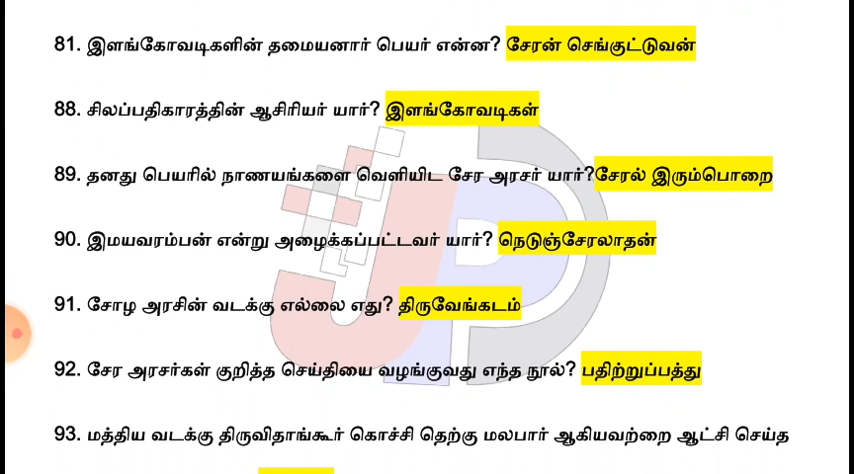 81. இளங்கோவடிகளின் தமையனார் பெயர் என்ன? சேரன் செங்குட்டுவன்
88. சிலப்பதிகாரத்தின் ஆசிரியர் யார்? இளங்கோவடிகள்
89. தனது பெயரில் நாணயங்களை வெளியிட சேர அரசர் யார்?சேரல் இரும்பொறை
90. இமயவரம்பன் என்று அழைக்கப்பட்டவர் யார்? நெடுஞ்சேரலாதன்
91. சோழ அரசின் வடக்கு எல்லை எது? திருவேங்கடம்
92. சேர அரசர்கள் குறித்த செய்தியை வழங்குவது எந்த நூல்? பதிற்றுப்பத்து
93. மத்திய வடக்கு திருவிதாங்கூர் கொச்சி தெற்கு மலபார் ஆகியவற்றை ஆட்சி செய்த